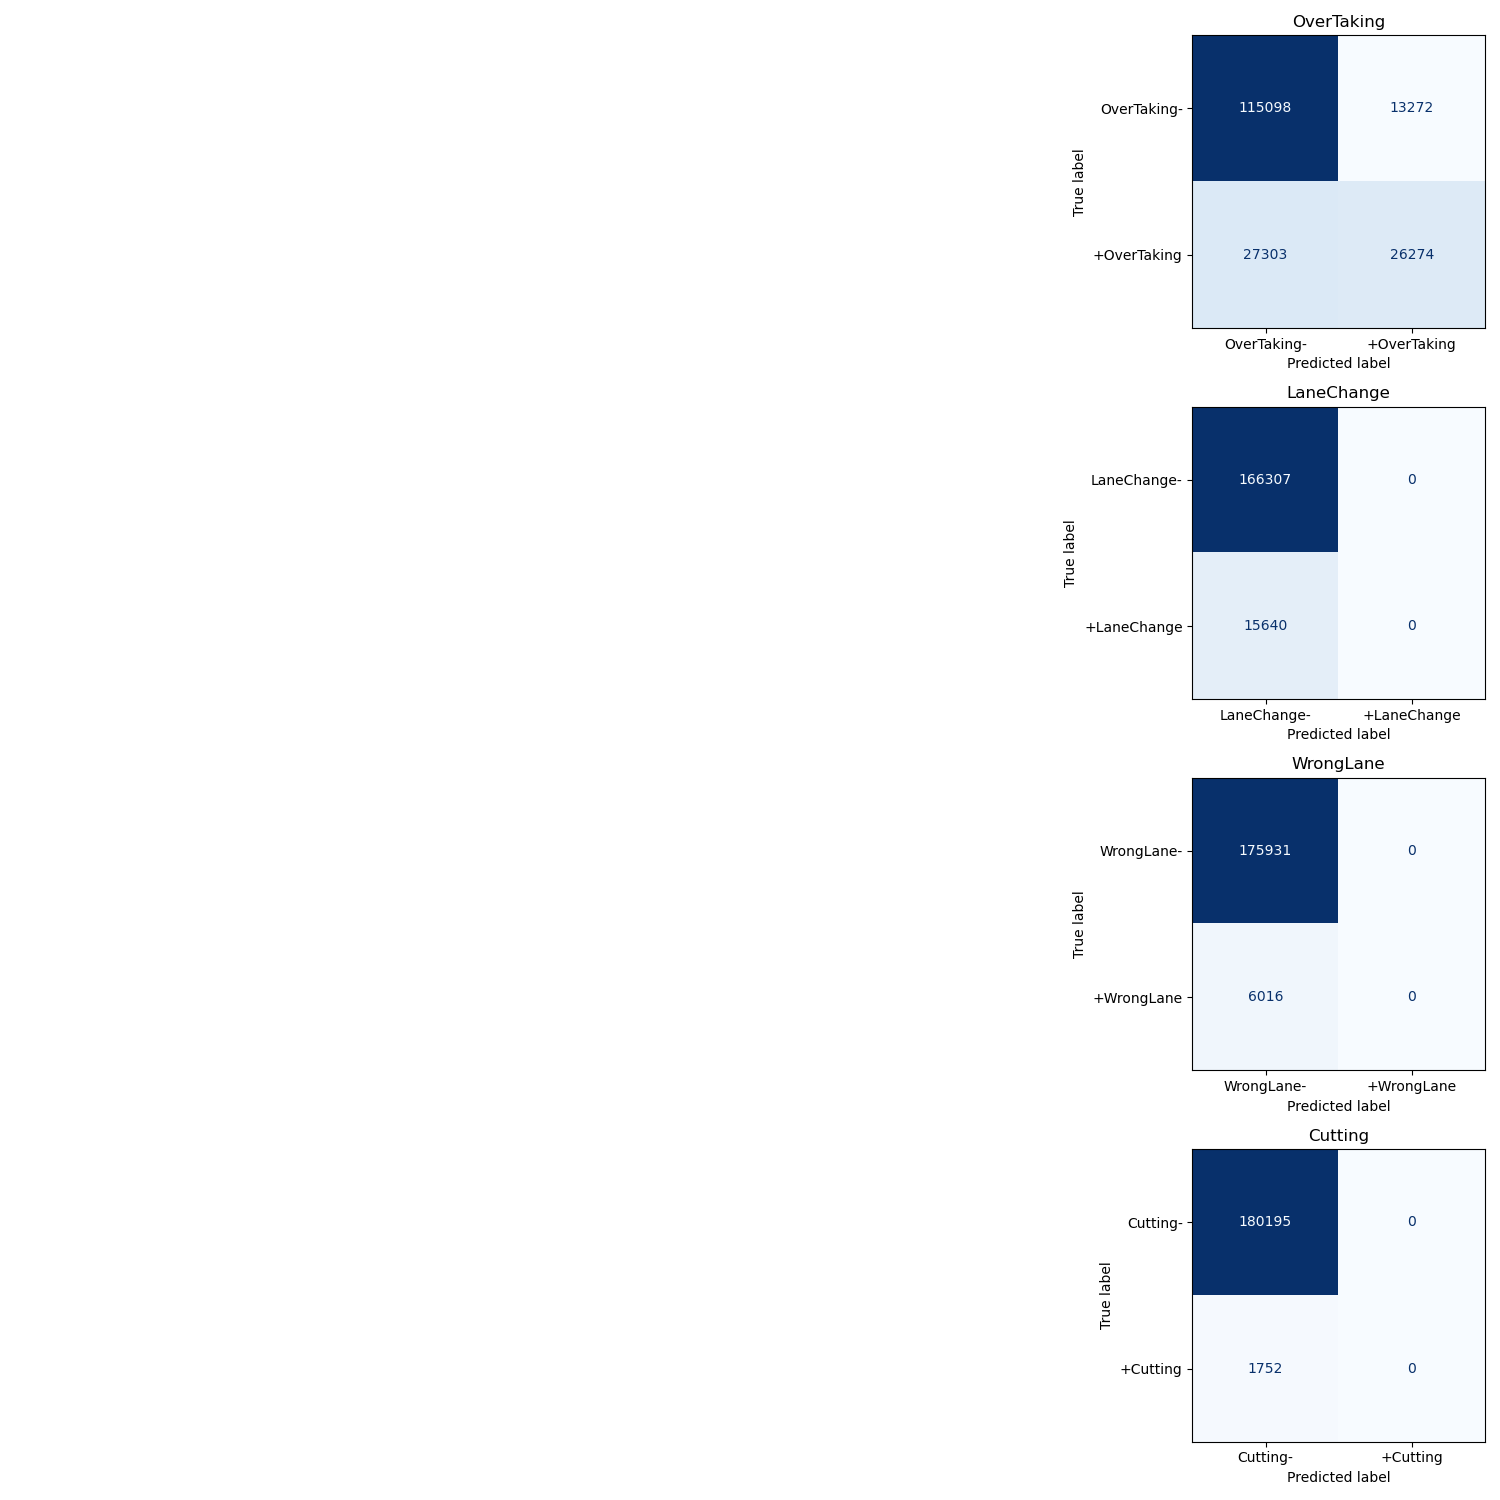 OverTaking
OverTaking-
115098 13272
True label
+OverTaking
27303 26274
OverTaking- +OverTaking
Predicted label
LaneChange
LaneChange-
166307 0
True label
+LaneChange
15640 0
LaneChange- +LaneChange
Predicted label
WrongLane
WrongLane-
175931 0
True label
+WrongLane
6016 0
WrongLane- +WrongLane
Predicted label
Cutting
Cutting-
180195 0
True label
+Cutting
1752 0
Cutting- +Cutting
Predicted label